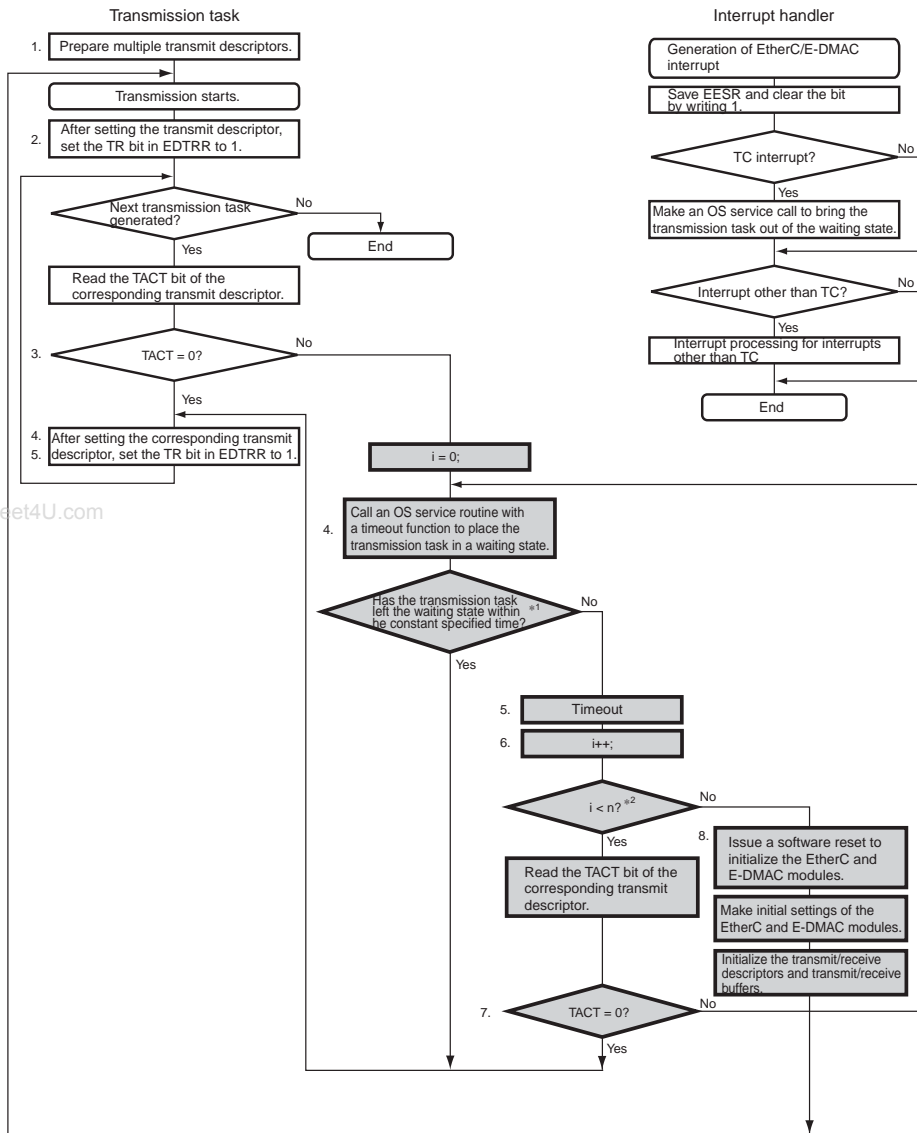 Transmission task
1.
Prepare multiple transmit descriptors.
Transmission starts.
2.
After setting the transmit descriptor,
set the TR bit in EDTRR to 1.
Next transmission task
generated?
No
End
Yes
Read the TACT bit of the
corresponding transmit descriptor.
3.
TACT = 0?
No
Yes
4.
5.
After setting the corresponding transmit
descriptor, set the TR bit in EDTRR to 1.
Interrupt handler
Generation of EtherC/E-DMAC
interrupt
Save EESR and clear the bit
by writing 1.
TC interrupt?
No
Yes
Make an OS service call to bring the
transmission task out of the waiting state.
Interrupt other than TC?
No
Yes
Interrupt processing for interrupts
other than TC
End
eet4U.com
i = 0;
4.
Call an OS service routine with
a timeout function to place the
transmission task in a waiting state.
Has the transmission task
left the waiting state within *1
he constant specified time?
No
Yes
5.
Timeout
6.
i++;
i < n? *2
No
Yes
Read the TACT bit of the
corresponding transmit
descriptor.
7.
TACT = 0?
No
Yes
8.
Issue a software reset to
initialize the EtherC and
E-DMAC modules.
Make initial settings of the
EtherC and E-DMAC modules.
Initialize the transmit/receive
descriptors and transmit/receive
buffers.